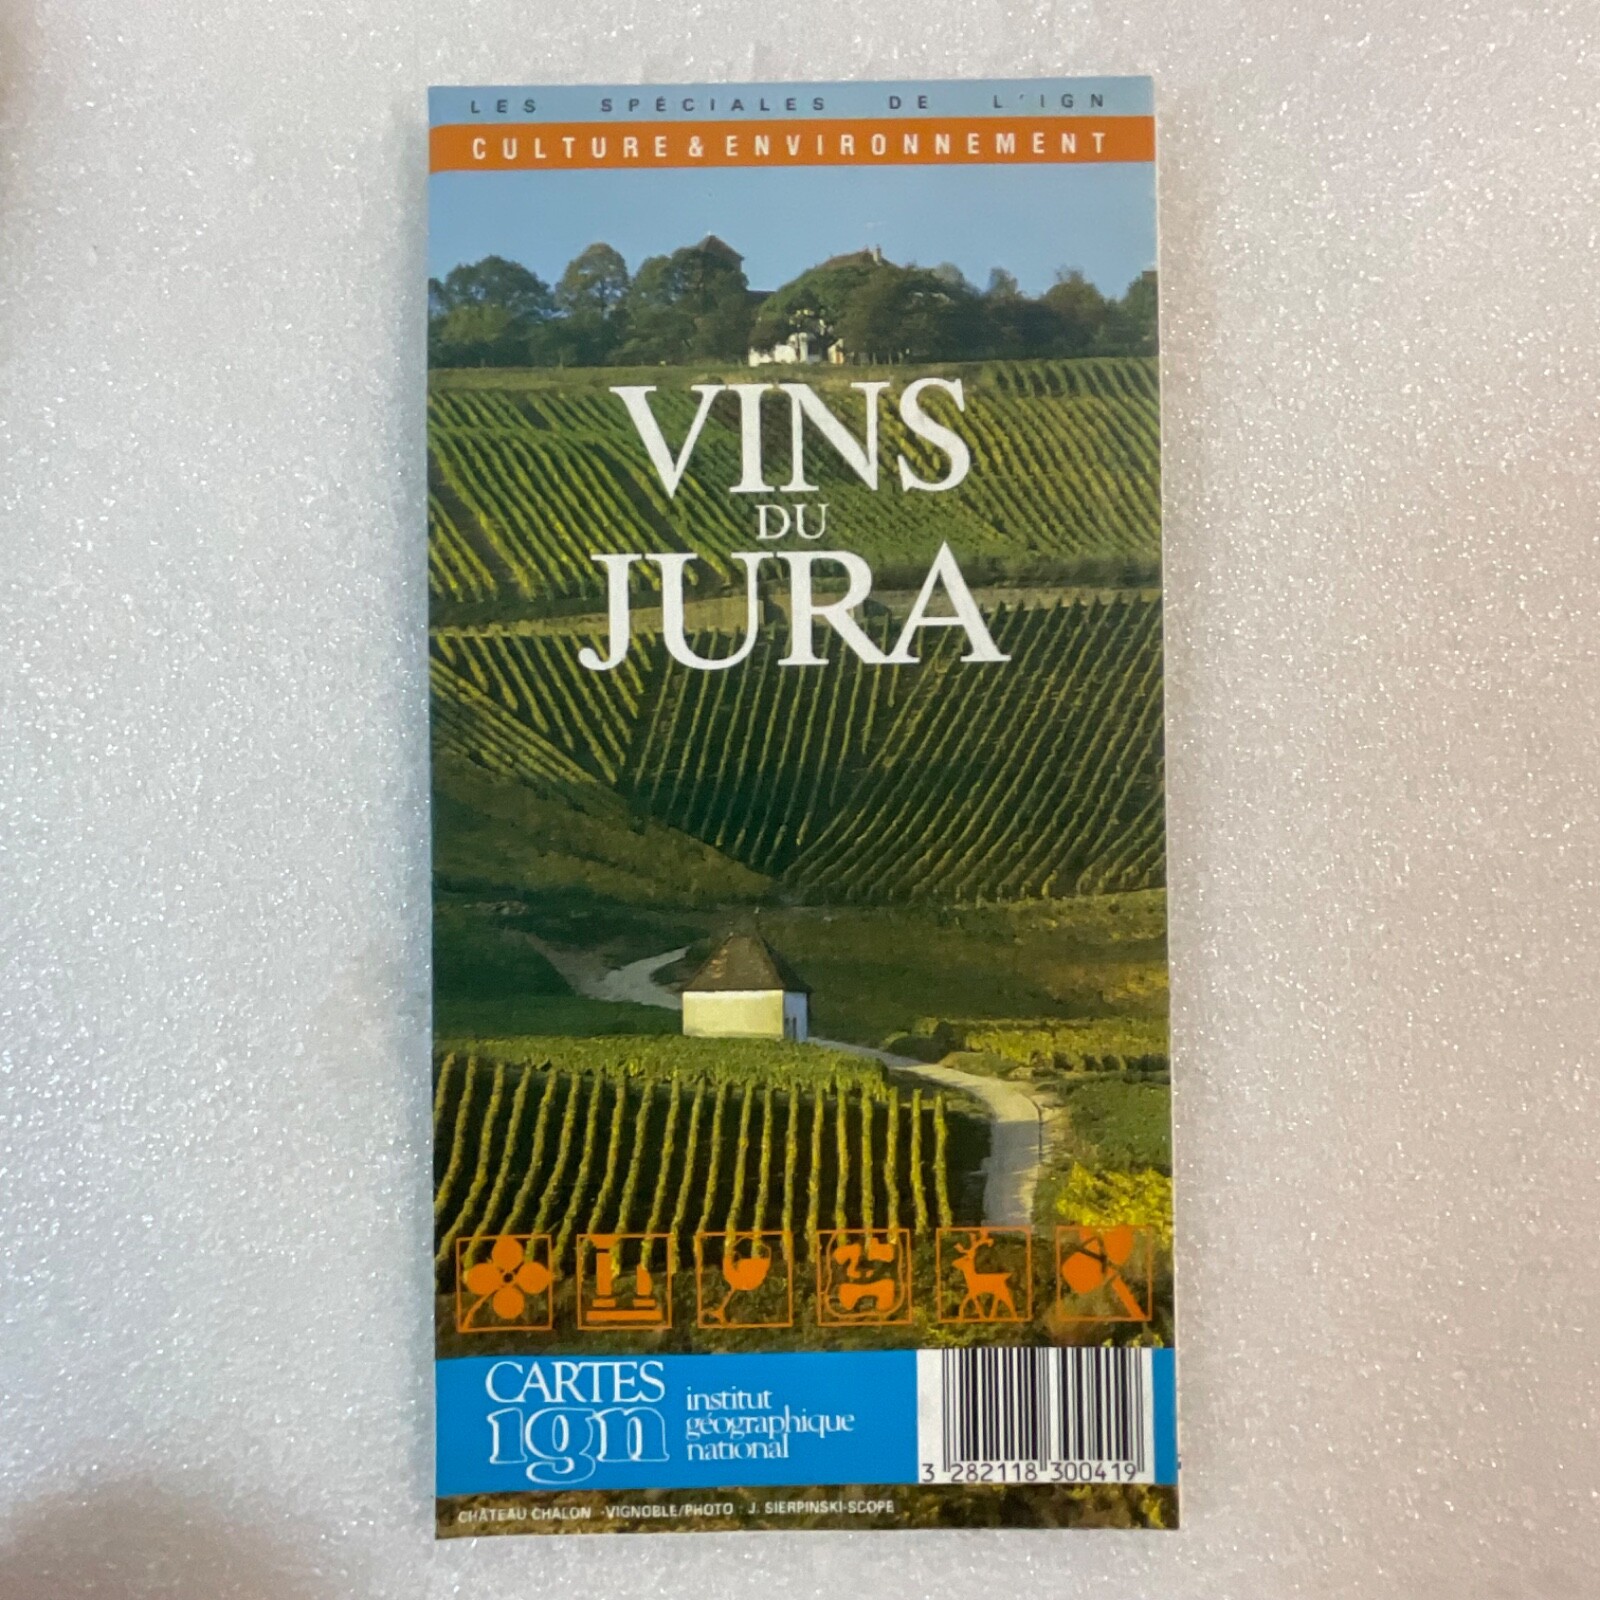 LES SPÉCIALES DE L'IGN
CULTURE & ENVIRONNEMENT
VINS
DU
JURA
CARTES
ign
institut
géographique
national
3 282118 300419
CHÂTEAU CHALON -VIGNOBLE/PHOTO : J. SIERPINSKI-SCOPE